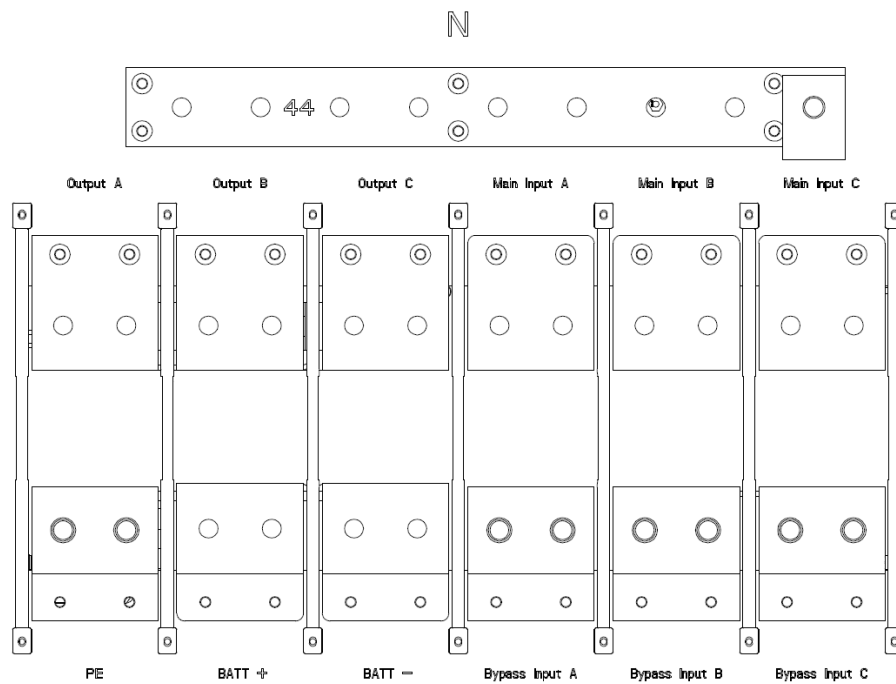 N
44
Output A Output B Output C Main Input A Main Input B Main Input C
PE BATT + BATT - Bypass Input A Bypass Input B Bypass Input C